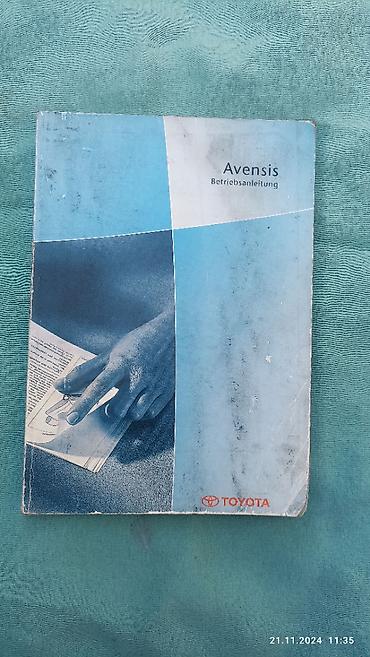 Avensis
Betriebsanleitung
TOYOTA
21.11.2024 11:35